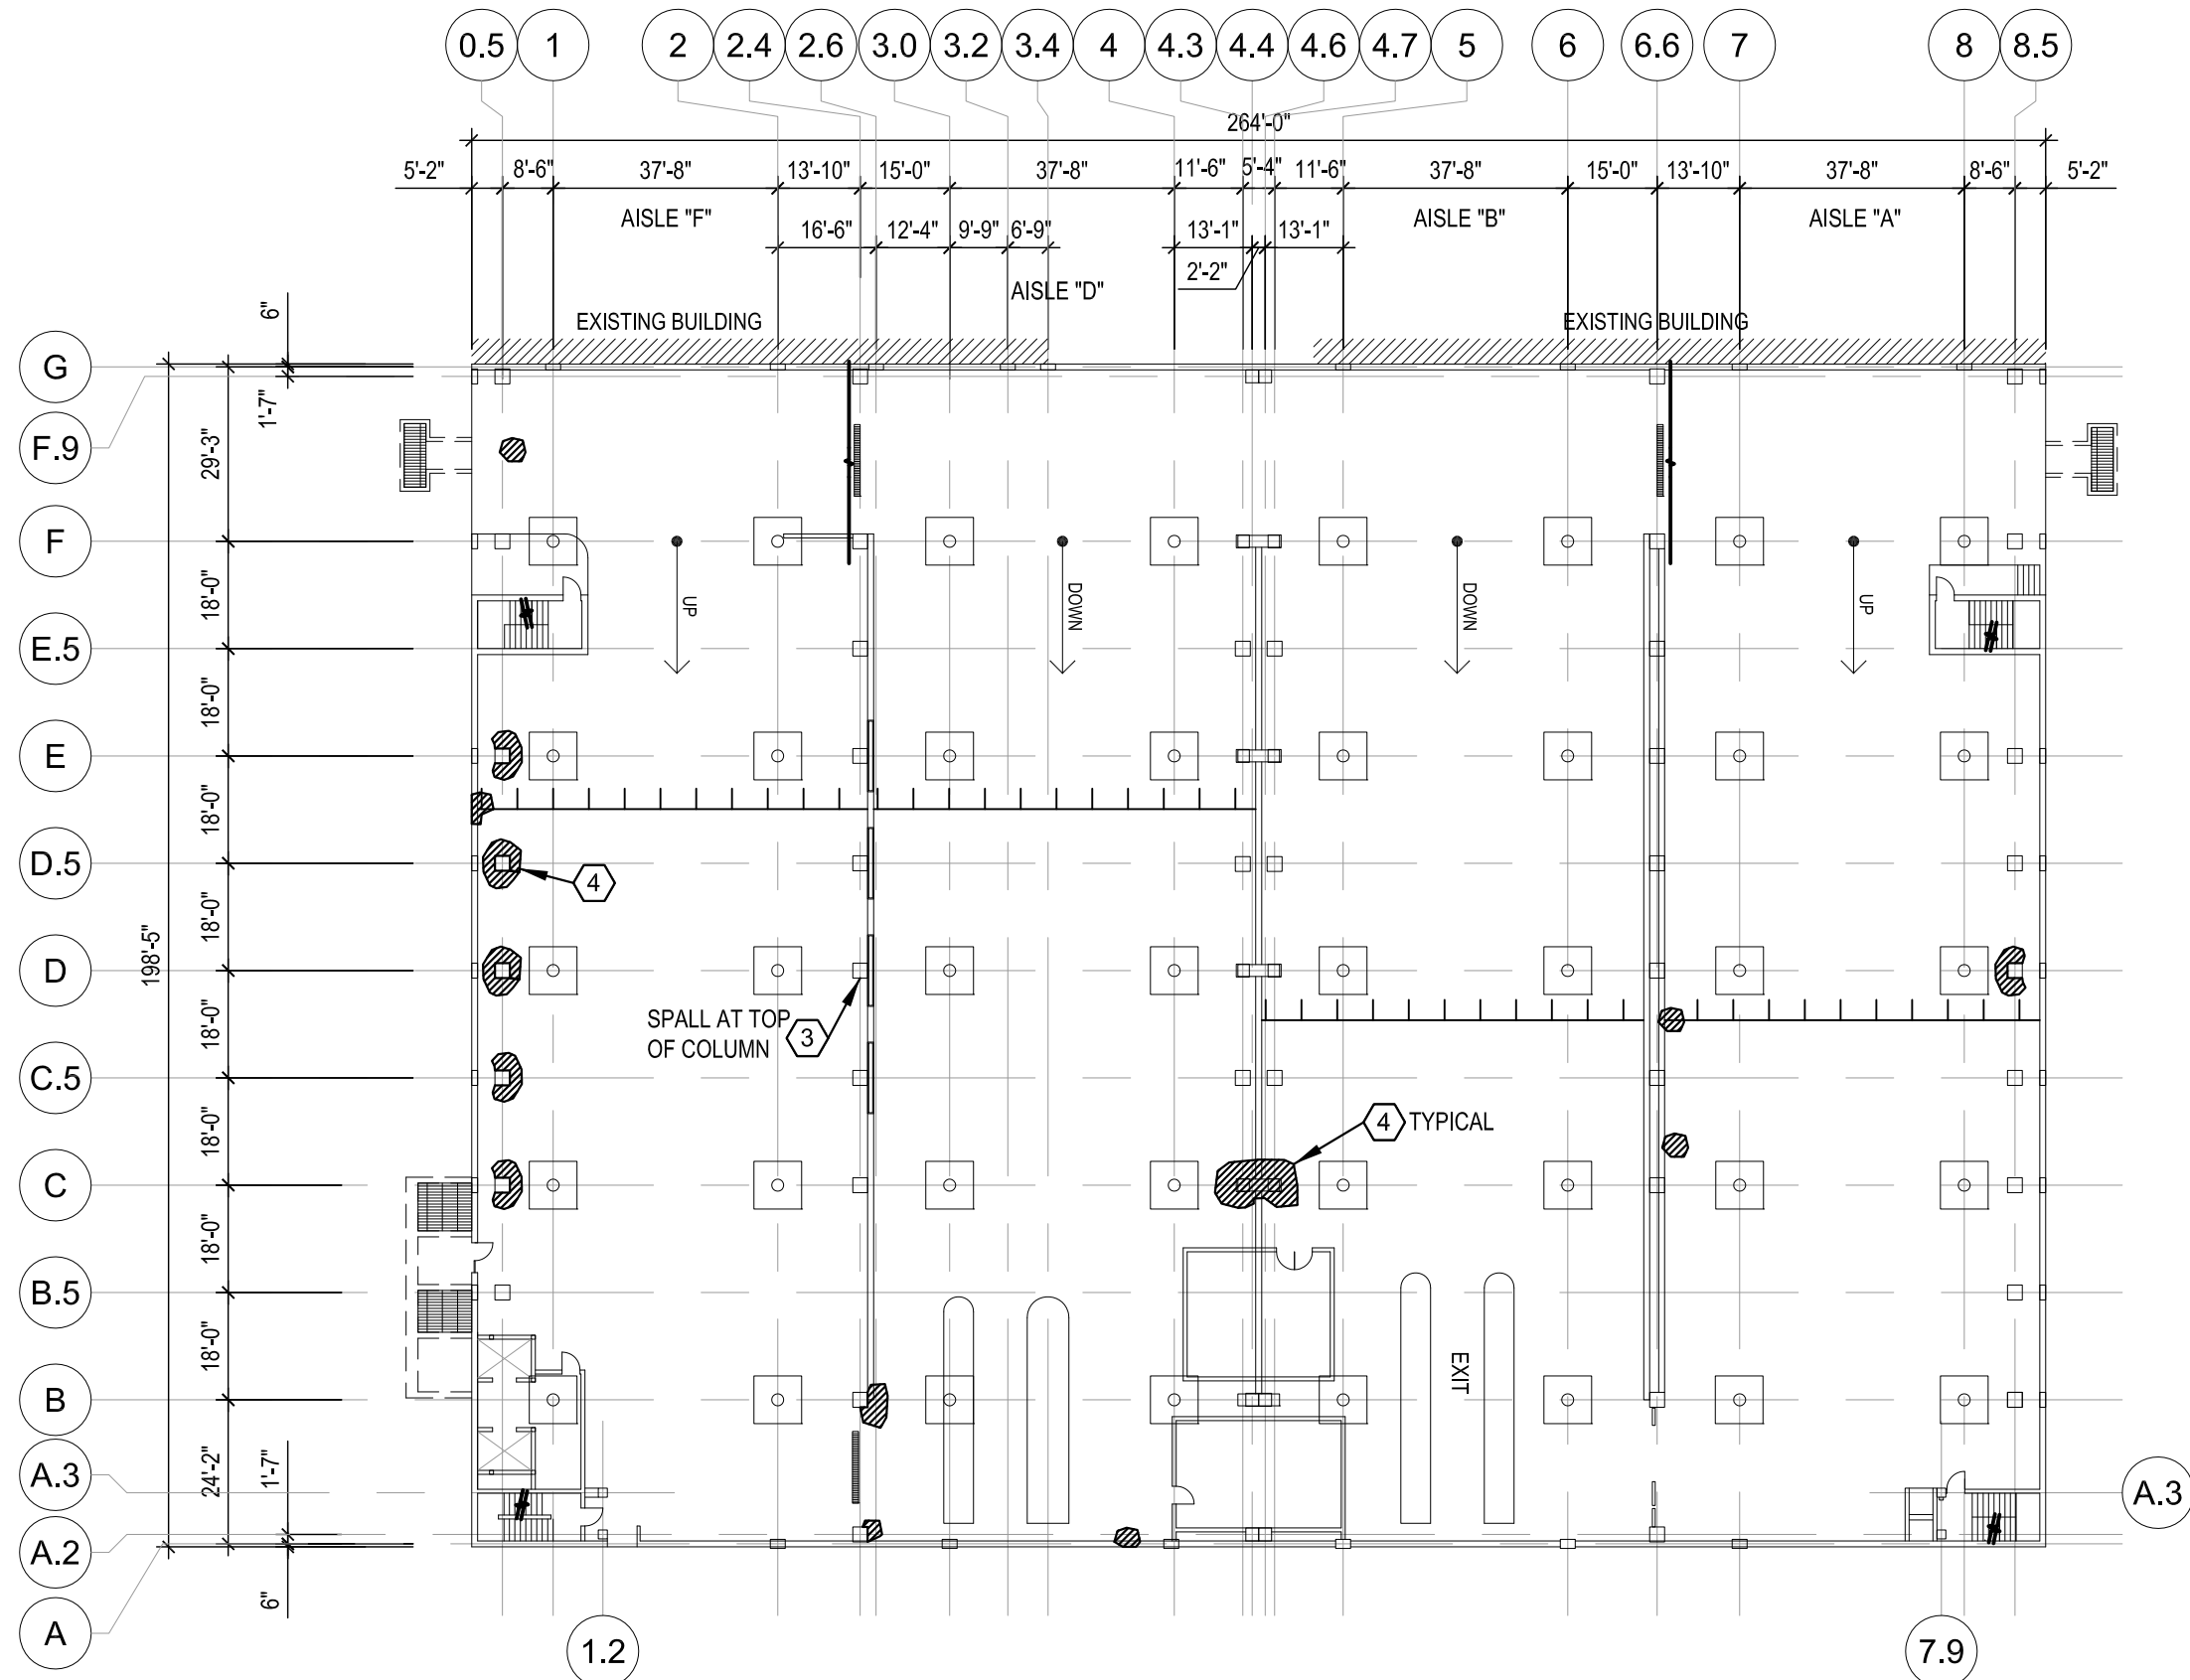 0.5 1 2 2.4 2.6 3.0 3.2 3.4 4 4.3 4.4 4.6 4.7 5 6 6.6 7 8 8.5
264'-0"
5'-2" 8'-6" 37'-8" 13'-10" 15'-0" 37'-8" 11'-6" 5'-4" 11'-6" 37'-8" 15'-0" 13'-10" 37'-8" 8'-6" 5'-2"
AISLE "F" AISLE "B" AISLE "A"
16'-6" 12'-4" 9'-9" 6'-9" 13'-1" 13'-1"
2'-2"
AISLE "D"
6"
EXISTING BUILDING EXISTING BUILDING
G
1'-7"
F.9
29'-3"
F
UP DOWN DOWN UP
18'-0"
E.5
18'-0"
E
18'-0"
D.5
4
18'-0"
198'-5"
D
SPALL AT TOP
OF COLUMN
3
18'-0"
C.5
4 TYPICAL
18'-0"
C
18'-0"
B.5
18'-0"
EXIT
B
24'-2"
1'-7"
A.3 A.3
A.2
6"
A
1.2 7.9